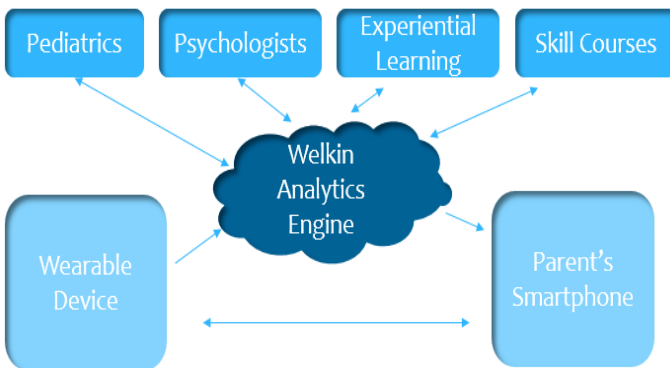 Pediatrics
Psychologists
Experiential
Learning
Skill Courses
Welkin
Analytics
Engine
Wearable
Device
Parent's
Smartphone